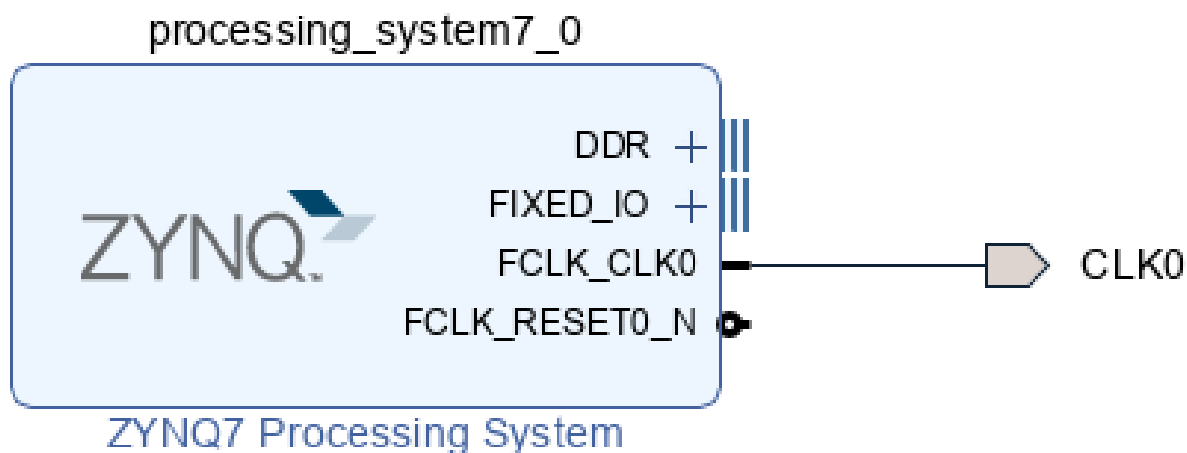 processing_system7_0
DDR
FIXED_IO
ZYNQ
FCLK_CLK0
CLK0
FCLK_RESET0_N
ZYNQ7 Processing System